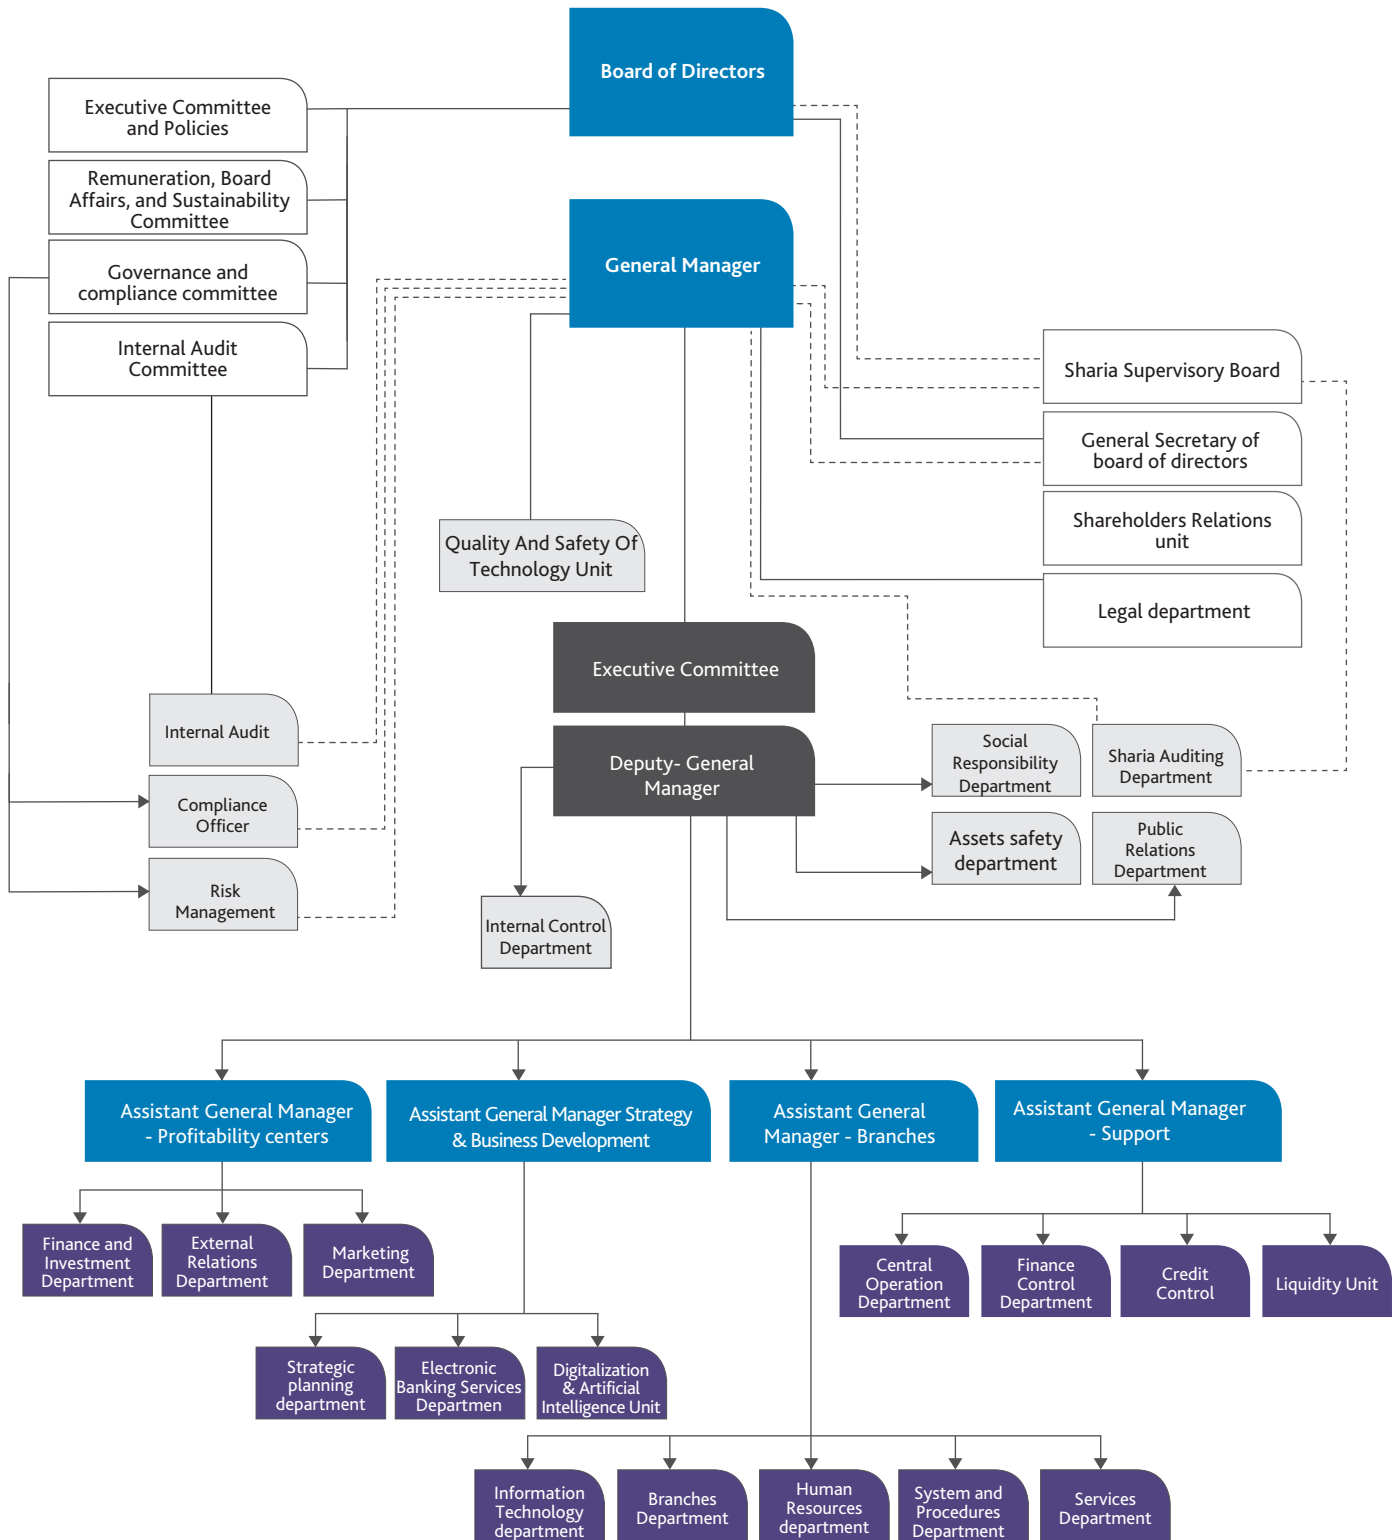 Board of Directors
Executive Committee
and Policies
Remuneration, Board
Affairs, and Sustainability
Committee
Governance and
compliance committee
Internal Audit
Committee
General Manager
Sharia Supervisory Board
General Secretary of
board of directors
Shareholders Relations
unit
Legal department
Quality And Safety Of
Technology Unit
Executive Committee
Deputy- General
Manager
Internal Audit
Compliance
Officer
Risk
Management
Social
Responsibility
Department
Sharia Auditing
Department
Assets safety
department
Public
Relations
Department
Internal Control
Department
Assistant General Manager
- Profitability centers
Assistant General Manager Strategy
& Business Development
Assistant General
Manager - Branches
Assistant General Manager
- Support
Finance and
Investment
Department
External
Relations
Department
Marketing
Department
Central
Operation
Department
Finance
Control
Department
Credit
Control
Liquidity Unit
Strategic
planning
department
Electronic
Banking Services
Departmen
Digitalization
& Artificial
Intelligence Unit
Information
Technology
department
Branches
Department
Human
Resources
department
System and
Procedures
Department
Services
Department